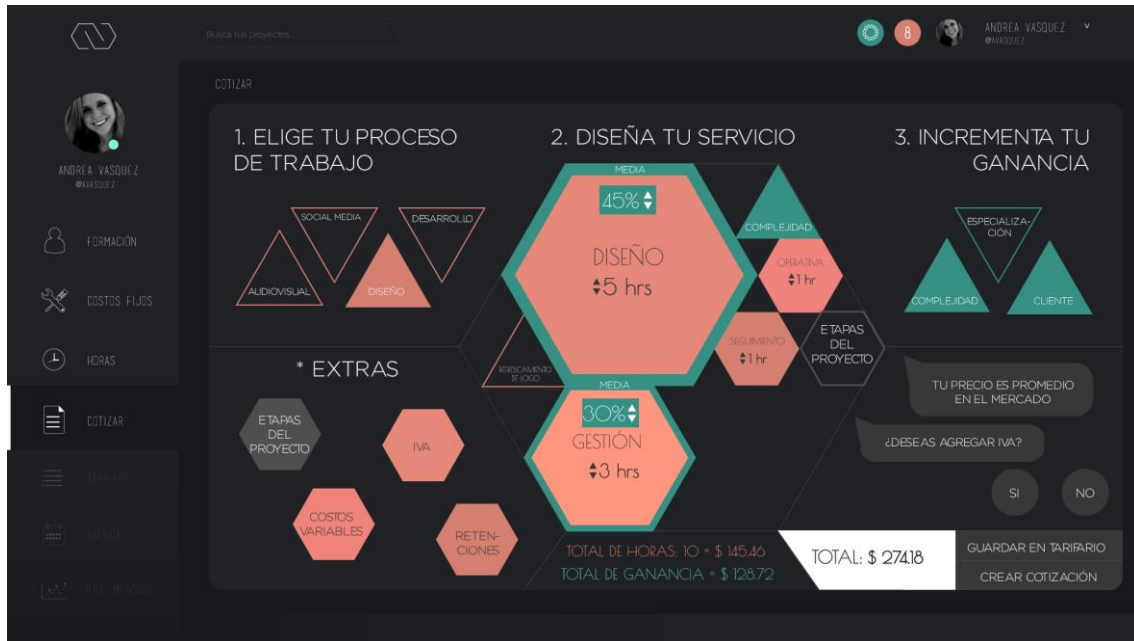 Busca tus proyectos...
8
ANDREA VASQUEZ
@AVASQUEZ
ANDREA VASQUEZ
@AVASQUEZ
FORMACIÓN
COSTOS FIJOS
HORAS
COTIZAR
AGENDA
COTIZAR
1. ELIGE TU PROCESO
DE TRABAJO
SOCIAL MEDIA
DESARROLLO
AUDIOVISUAL
DISEÑO
* EXTRAS
ETAPAS
DEL
PROYECTO
IVA
COSTOS
VARIABLES
RETEN-
CIONES
2. DISEÑA TU SERVICIO
MEDIA
45%
DISEÑO
5 hrs
COMPLEJIDAD
OPERATIVA
1 hr
SEGUIMIENTO
1 hr
ETAPAS
DEL
PROYECTO
REFRESCAMIENTO
DE LOGO
MEDIA
30%
GESTIÓN
3 hrs
TOTAL DE HORAS: 10 = $ 145.46
TOTAL DE GANANCIA = $ 128.72
3. INCREMENTA TU
GANANCIA
ESPECIALIZA-
CIÓN
COMPLEJIDAD
CLIENTE
TU PRECIO ES PROMEDIO
EN EL MERCADO
¿DESEAS AGREGAR IVA?
SI
NO
TOTAL: $ 274.18
GUARDAR EN TARIFARIO
CREAR COTIZACIÓN